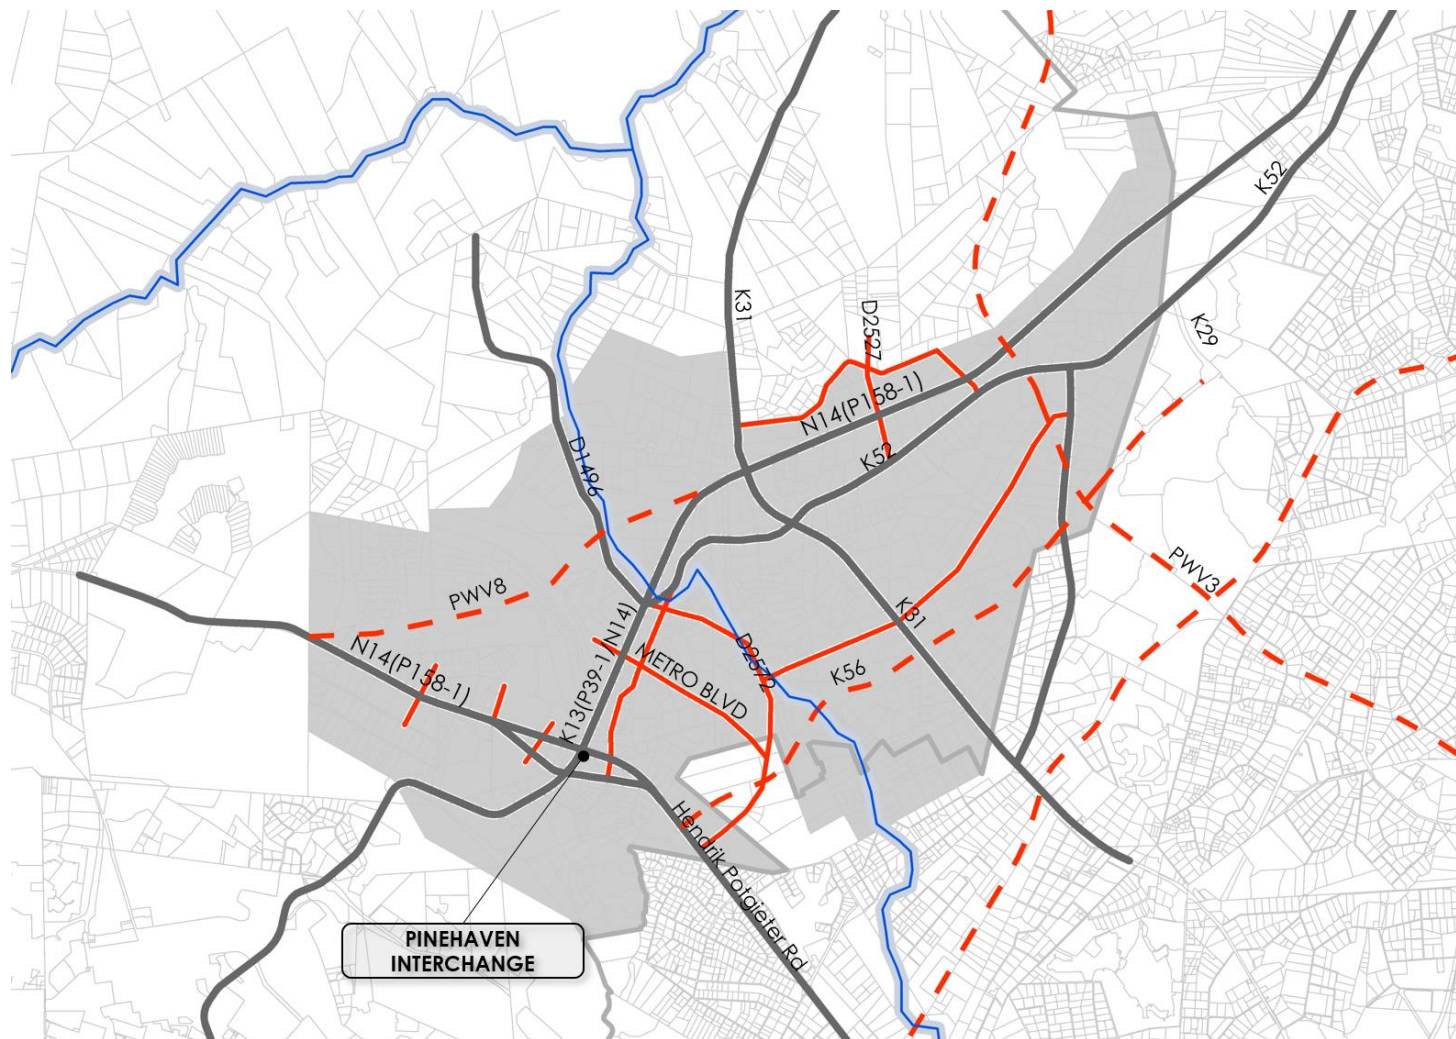 K52
K31
K29
D2527
N14(P158-1)
K52
D1496
PWV3
PWV8
K31
K13(P39-1/N14)
D2572
N14(P158-1)
METRO BLVD
K56
Hendrik Potgieter Rd
PINEHAVEN
INTERCHANGE